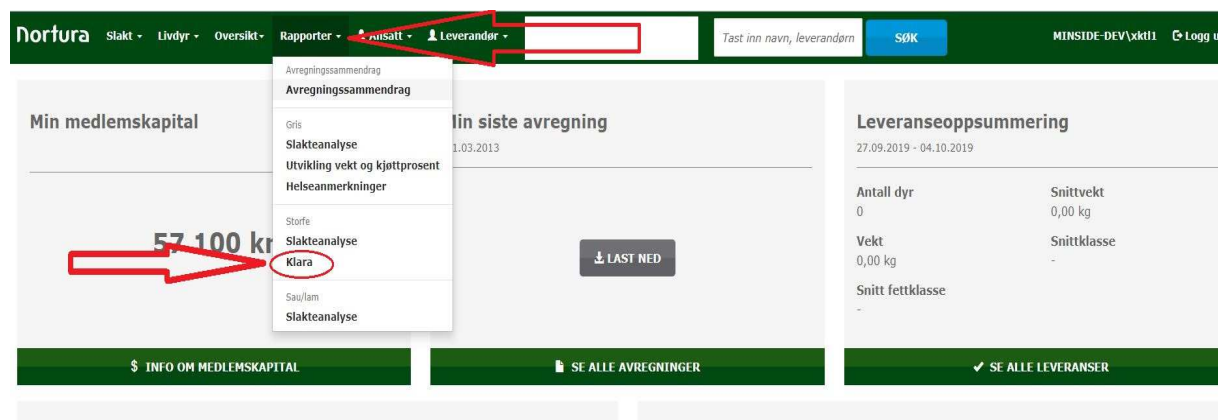 nortura Slakt Livdyr Oversikt Rapporter Ansatt Leverandør Tast inn navn, leverandørn SØK MINSIDE-DEV\xktl1 Logg u
Avregningssammendrag
Avregningssammendrag
Gris
Slakteanalyse
Utvikling vekt og kjøttprosent
Helseanmerkninger
Storfe
Slakteanalyse
Klara
Sau/lam
Slakteanalyse
Min medlemskapital
57 100 kr
$ INFO OM MEDLEMSKAPITAL
Min siste avregning
1.03.2013
LAST NED
SE ALLE AVREGNINGER
Leveranseoppsummering
27.09.2019 - 04.10.2019
Antall dyr Snittvekt
0 0,00 kg
Vekt Snittklasse
0,00 kg -
Snitt fettklasse
-
SE ALLE LEVERANSER